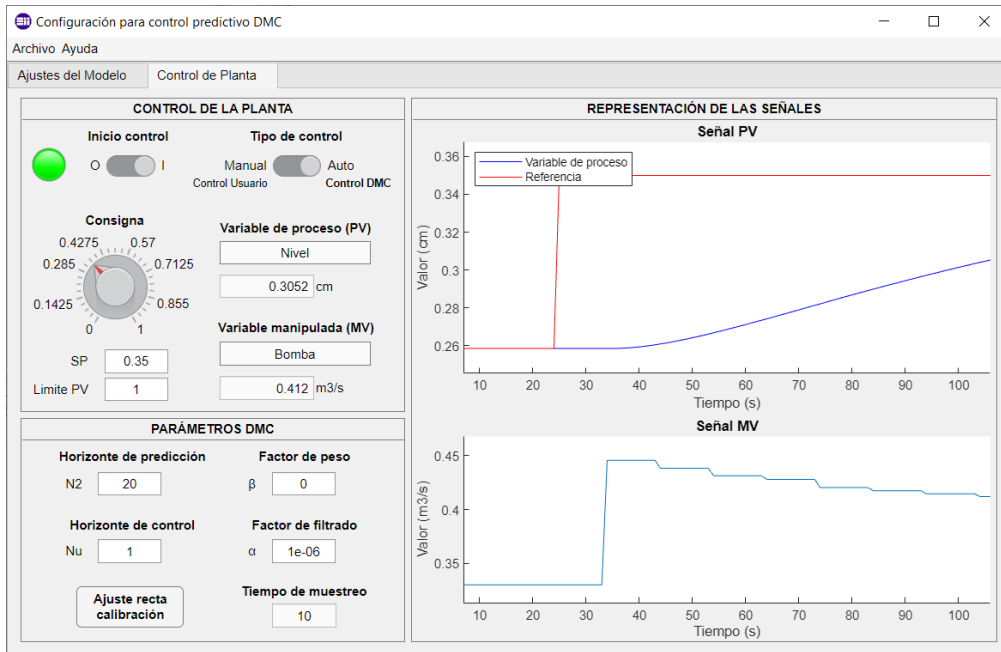 Configuración para control predictivo DMC
Archivo Ayuda
Ajustes del Modelo Control de Planta
CONTROL DE LA PLANTA
Inicio control Tipo de control
O I Manual Auto
Control Usuario Control DMC
Consigna
0.4275 0.57
0.285 0.7125
0.1425 0.855
0 1
SP 0.35
Limite PV 1
Variable de proceso (PV)
Nivel
0.3052 cm
Variable manipulada (MV)
Bomba
0.412 m3/s
PARÁMETROS DMC
Horizonte de predicción Factor de peso
N2 20 β 0
Horizonte de control Factor de filtrado
Nu 1 α 1e-06
Ajuste recta
calibración
Tiempo de muestreo
10
REPRESENTACIÓN DE LAS SEÑALES
Señal PV
Variable de proceso
Referencia
Valor (cm)
0.36
0.34
0.32
0.3
0.28
0.26
10 20 30 40 50 60 70 80 90 100
Tiempo (s)
Señal MV
Valor (m3/s)
0.45
0.4
0.35
10 20 30 40 50 60 70 80 90 100
Tiempo (s)